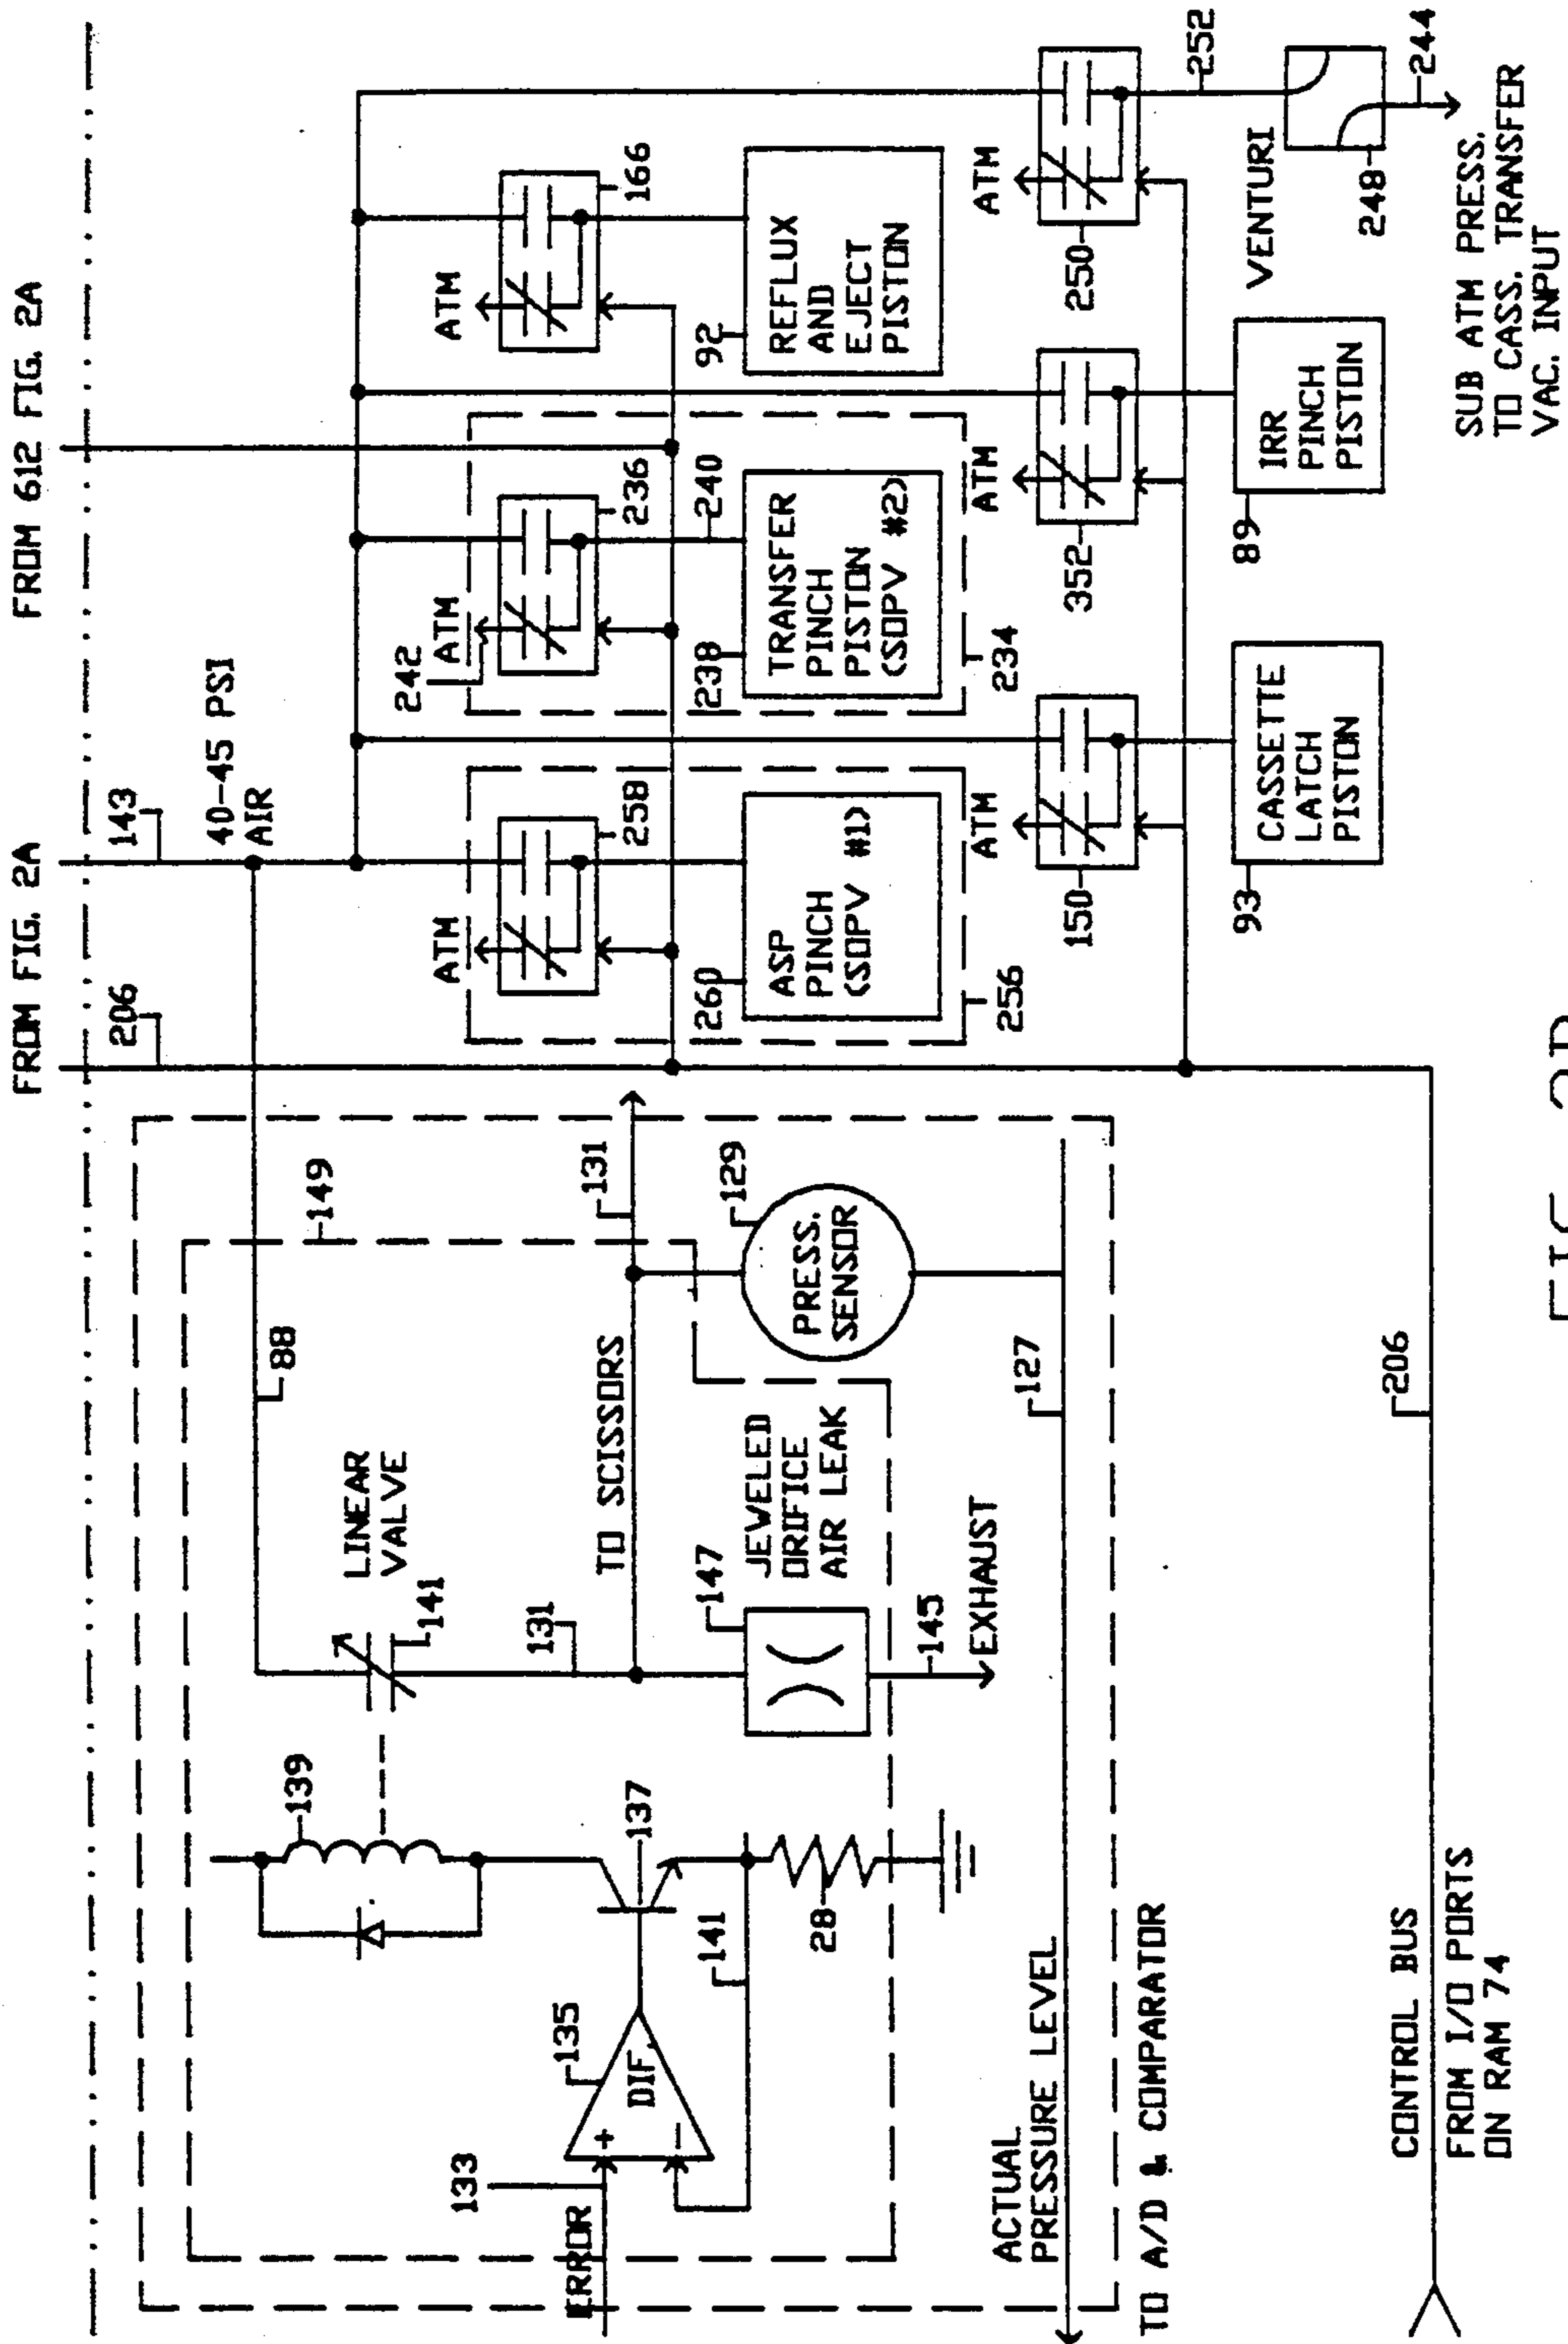 FROM FIG. 2A
FROM 612 FIG. 2A
206
143
40-45 PSI
AIR
88
149
LINEAR
VALVE
141
139
131
TO SCISSORS
131
137
135
DIF.
+
-
133
ERROR
141
28
147
JEWELED
ORIFICE
AIR LEAK
145
EXHAUST
129
PRESS.
SENSOR
127
ACTUAL
PRESSURE LEVEL
TO A/D & COMPARATOR
CONTROL BUS
FROM I/O PORTS
ON RAM 74
206
ATM
258
260
ASP
PINCH
(SOPV #1)
256
242
ATM
236
240
238
TRANSFER
PINCH
PISTON
(SOPV #2)
234
ATM
166
92
REFLUX
AND
EJECT
PISTON
ATM
150
93
CASSETTE
LATCH
PISTON
ATM
352
89
IRR
PINCH
PISTON
ATM
250
252
VENTURI
248
244
SUB ATM PRESS.
TO CASS. TRANSFER
VAC. INPUT